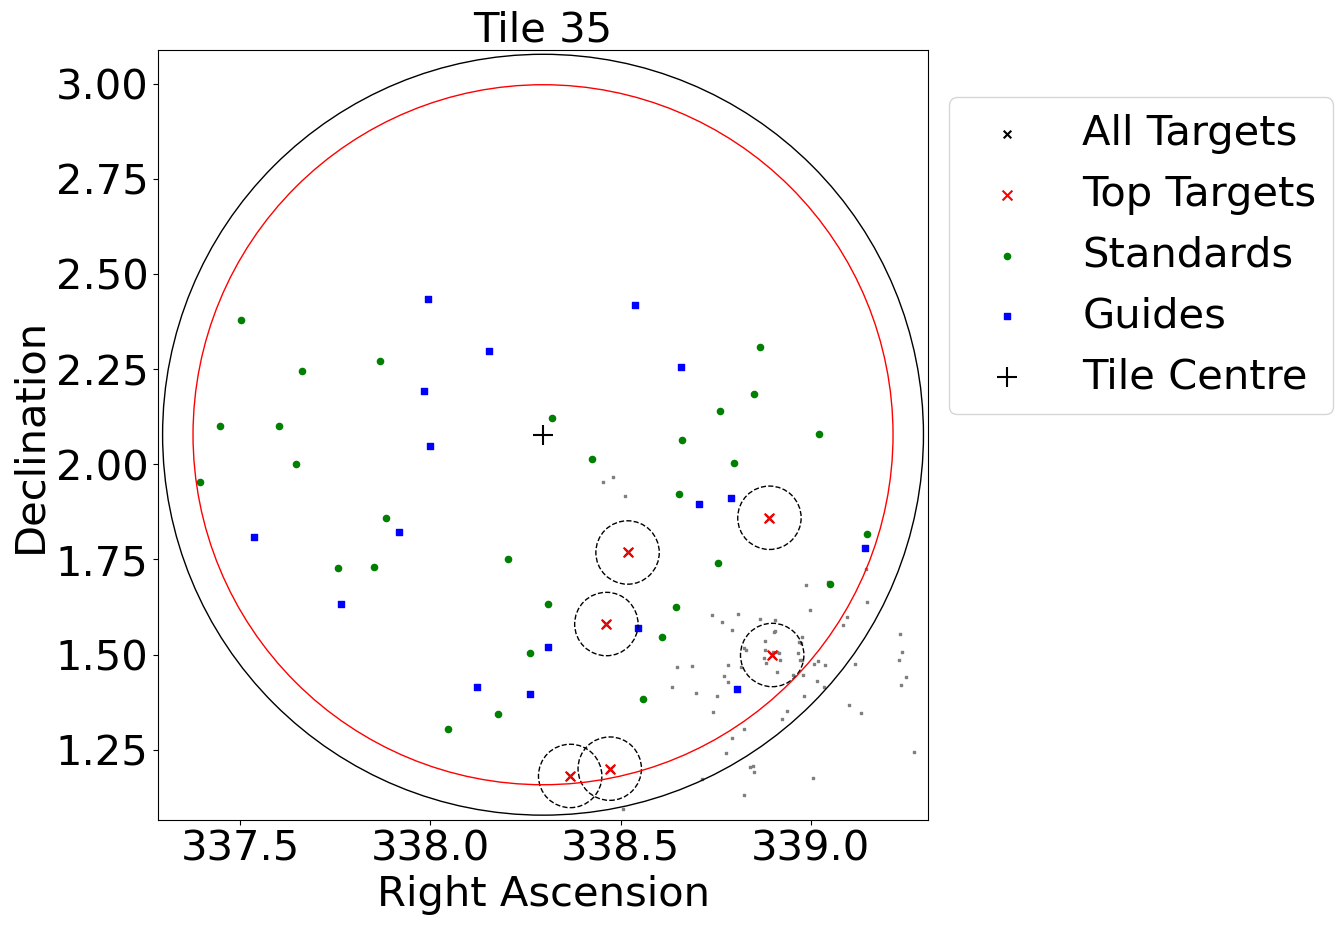 Tile 35
3.00
2.75
2.50
2.25
2.00
1.75
1.50
1.25
Declination
337.5 338.0 338.5 339.0
Right Ascension
All Targets
Top Targets
Standards
Guides
Tile Centre